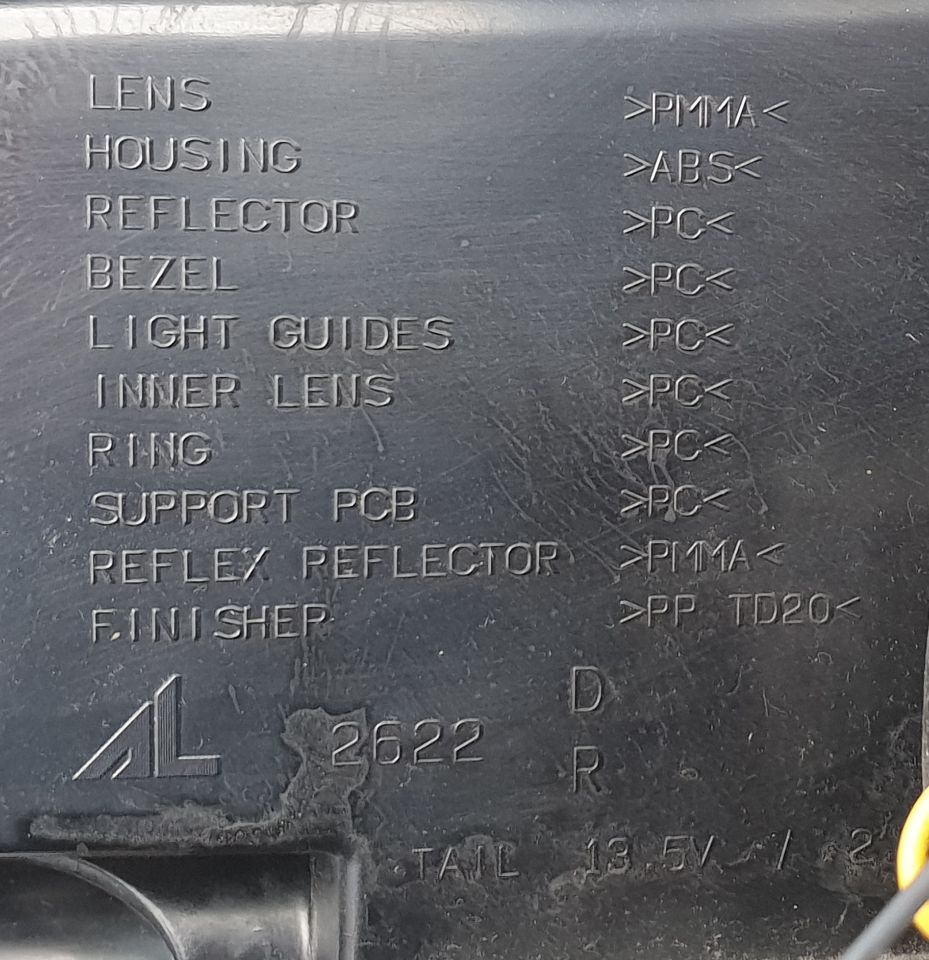 LENS >PMMA<
HOUSING >ABS<
REFLECTOR >PC<
BEZEL >PC<
LIGHT GUIDES >PC<
INNER LENS >PC<
RING >PC<
SUPPORT PCB >PC<
REFLEX REFLECTOR >PMMA<
FINISHER >PP TD20<
AL 2622 D
R
TAIL 13.5V / 2